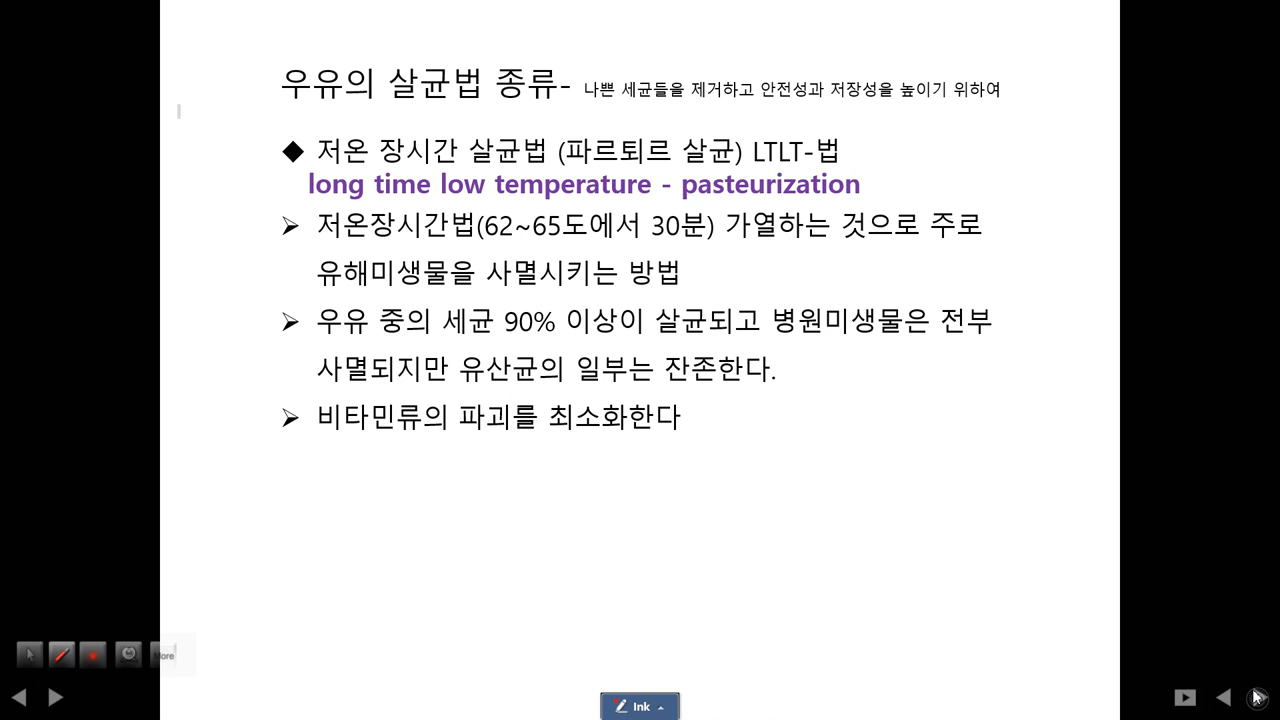 우유의 살균법 종류- 나쁜 세균들을 제거하고 안전성과 저장성을 높이기 위하여
◆ 저온 장시간 살균법 (파르퇴르 살균) LTLT-법
long time low temperature - pasteurization
➢ 저온장시간법(62~65도에서 30분) 가열하는 것으로 주로
유해미생물을 사멸시키는 방법
➢ 우유 중의 세균 90% 이상이 살균되고 병원미생물은 전부
사멸되지만 유산균의 일부는 잔존한다.
➢ 비타민류의 파괴를 최소화한다
More
Ink